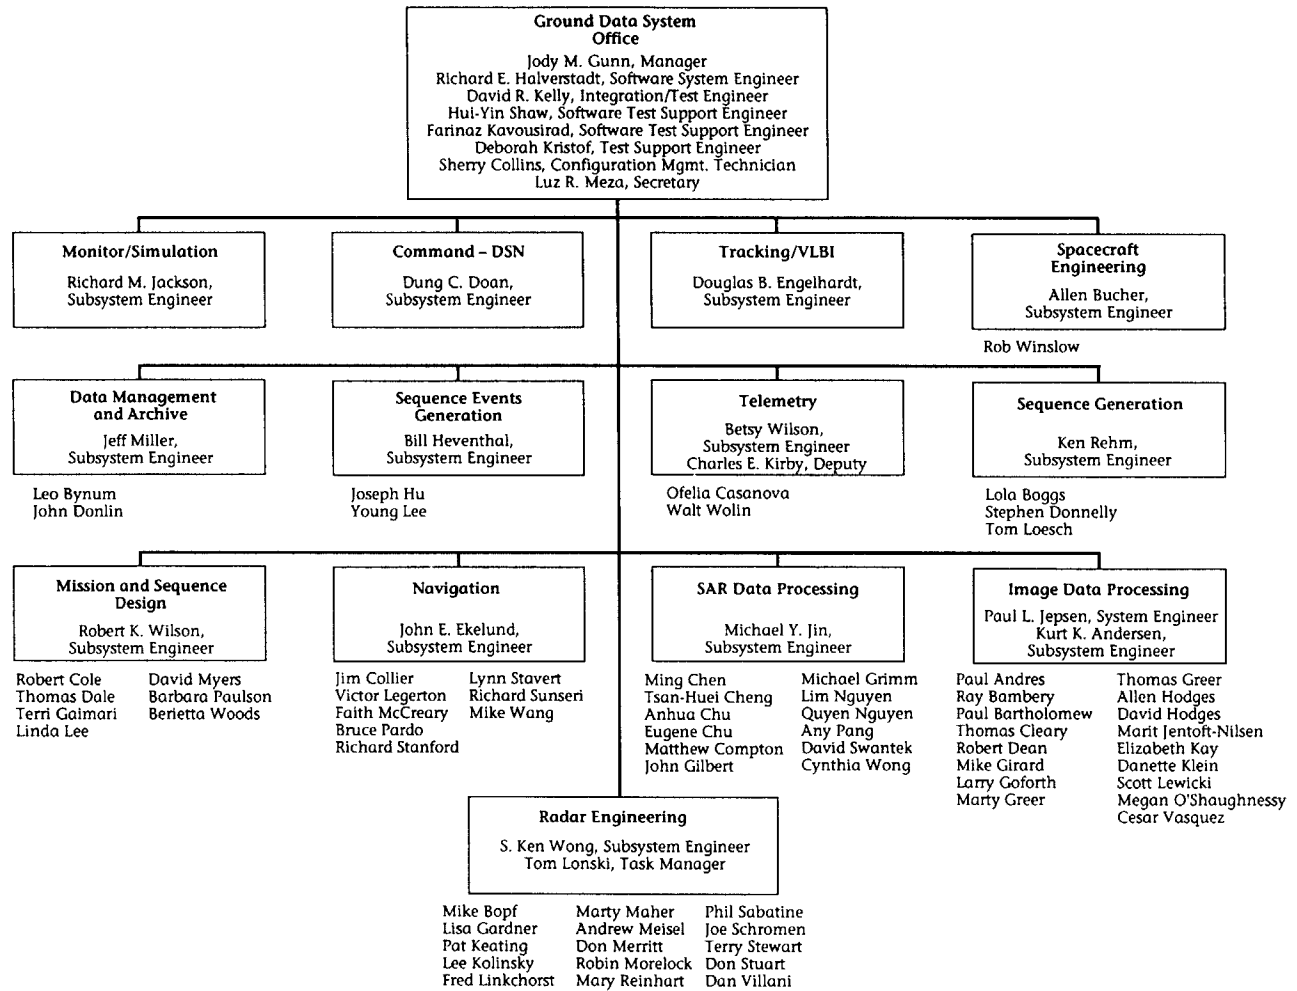 Ground Data System
Office
Jody M. Gunn, Manager
Richard E. Halverstadt, Software System Engineer
David R. Kelly, Integration/Test Engineer
Hui-Yin Shaw, Software Test Support Engineer
Farinaz Kavousirad, Software Test Support Engineer
Deborah Kristof, Test Support Engineer
Sherry Collins, Configuration Mgmt. Technician
Luz R. Meza, Secretary
Monitor/Simulation
Richard M. Jackson,
Subsystem Engineer
Command – DSN
Dung C. Doan,
Subsystem Engineer
Tracking/VLBI
Douglas B. Engelhardt,
Subsystem Engineer
Spacecraft
Engineering
Allen Bucher,
Subsystem Engineer
Rob Winslow
Data Management
and Archive
Jeff Miller,
Subsystem Engineer
Leo Bynum
John Donlin
Sequence Events
Generation
Bill Heventhal,
Subsystem Engineer
Joseph Hu
Young Lee
Telemetry
Betsy Wilson,
Subsystem Engineer
Charles E. Kirby, Deputy
Ofelia Casanova
Walt Wolin
Sequence Generation
Ken Rehm,
Subsystem Engineer
Lola Boggs
Stephen Donnelly
Tom Loesch
Mission and Sequence
Design
Robert K. Wilson,
Subsystem Engineer
Robert Cole
Thomas Dale
Terri Gaimari
Linda Lee
David Myers
Barbara Paulson
Berietta Woods
Navigation
John E. Ekelund,
Subsystem Engineer
Jim Collier
Victor Legerton
Faith McCreary
Bruce Pardo
Richard Stanford
Lynn Stavert
Richard Sunseri
Mike Wang
SAR Data Processing
Michael Y. Jin,
Subsystem Engineer
Ming Chen
Tsan-Huei Cheng
Anhua Chu
Eugene Chu
Matthew Compton
John Gilbert
Michael Grimm
Lim Nguyen
Quyen Nguyen
Any Pang
David Swantek
Cynthia Wong
Image Data Processing
Paul L. Jepsen, System Engineer
Kurt K. Andersen,
Subsystem Engineer
Paul Andres
Ray Bambery
Paul Bartholomew
Thomas Cleary
Robert Dean
Mike Girard
Larry Goforth
Marty Greer
Thomas Greer
Allen Hodges
David Hodges
Marit Jentoft-Nilsen
Elizabeth Kay
Danette Klein
Scott Lewicki
Megan O'Shaughnessy
Cesar Vasquez
Radar Engineering
S. Ken Wong, Subsystem Engineer
Tom Lonski, Task Manager
Mike Bopf
Lisa Gardner
Pat Keating
Lee Kolinsky
Fred Linkchorst
Marty Maher
Andrew Meisel
Don Merritt
Robin Morelock
Mary Reinhart
Phil Sabatine
Joe Schromen
Terry Stewart
Don Stuart
Dan Villani